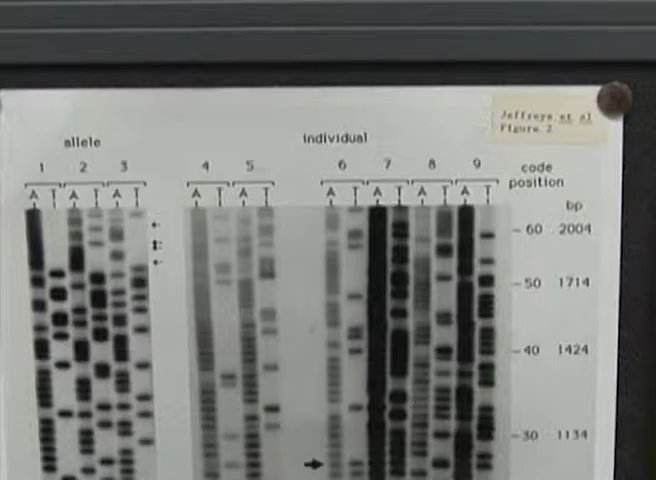 Jeffreys et al
Figure 2
allele
individual
1 2 3 4 5 6 7 8 9
code
position
A T A T A T A T A T A T A T A T A T
bp
60 2004
50 1714
40 1424
30 1134